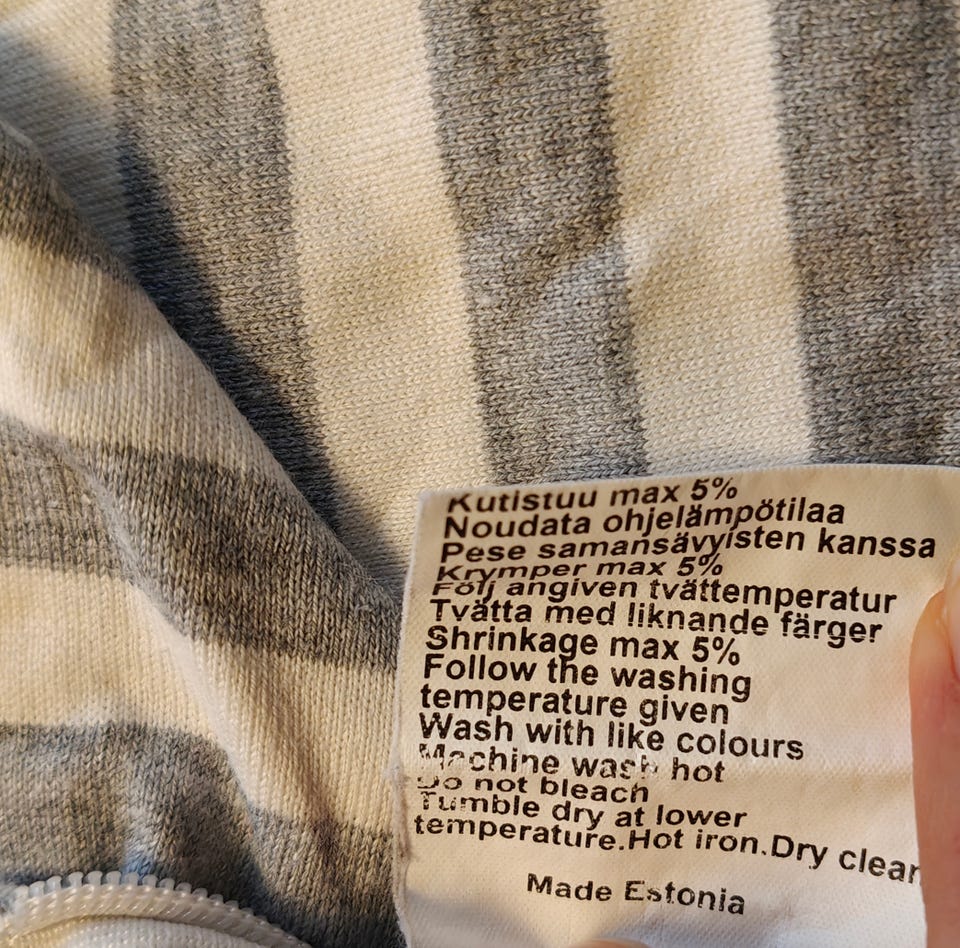 Kutistuu max 5%
Noudata ohjelämpötilaa
Pese samansävyisten kanssa
Krymper max 5%
Följ angiven tvättemperatur
Tvätta med liknande färger
Shrinkage max 5%
Follow the washing
temperature given
Wash with like colours
Machine wash hot
Do not bleach
Tumble dry at lower
temperature.Hot iron.Dry clean
Made Estonia